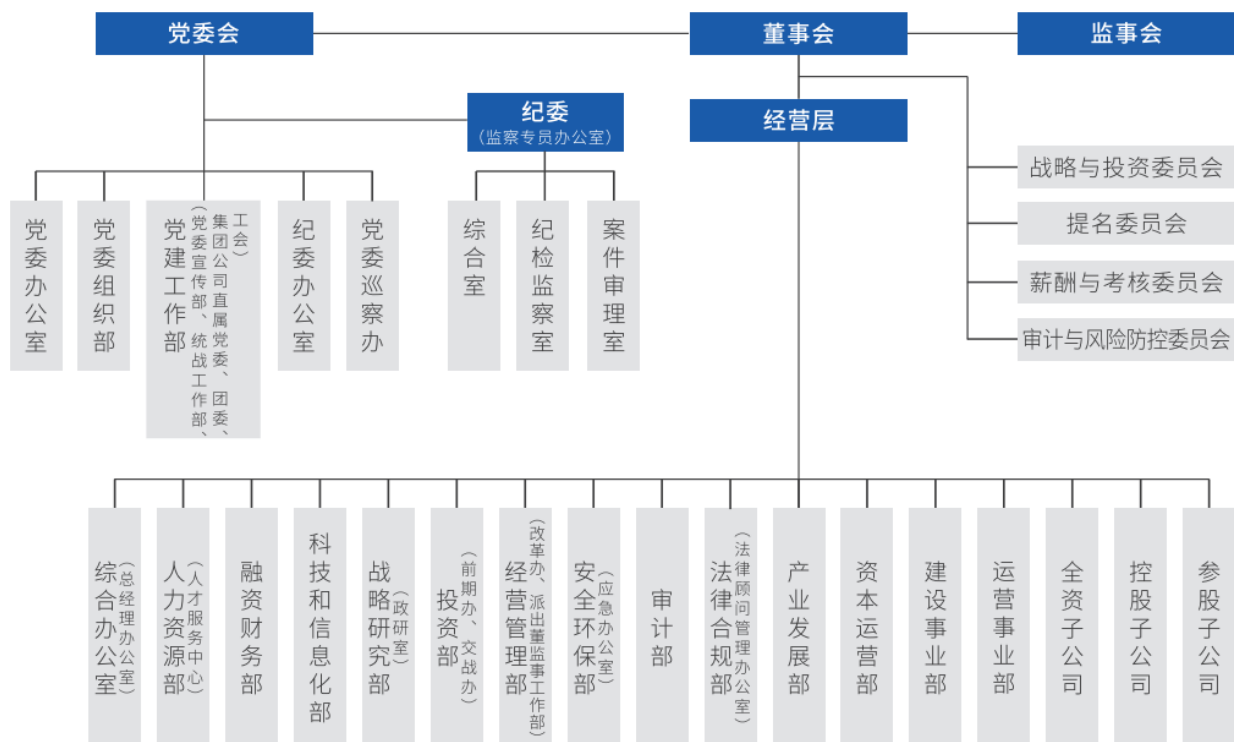 党委会
董事会
监事会
纪委
（监察专员办公室）
经营层
战略与投资委员会
提名委员会
薪酬与考核委员会
审计与风险防控委员会
党委办公室
党委组织部
党建工作部
（党委宣传部、统战工作部、
集团公司直属党委、团委、
工会）
纪委办公室
党委巡察办
综合室
纪检监察室
案件审理室
综合办公室
（总经理办公室）
人力资源部
（人才服务中心）
融资财务部
科技和信息化部
战略研究部
（政研室）
投资部
（前期办、交战办）
经营管理部
（改革办、派出董监事工作部）
安全环保部
（应急办公室）
审计部
法律合规部
（法律顾问管理办公室）
产业发展部
资本运营部
建设事业部
运营事业部
全资子公司
控股子公司
参股子公司